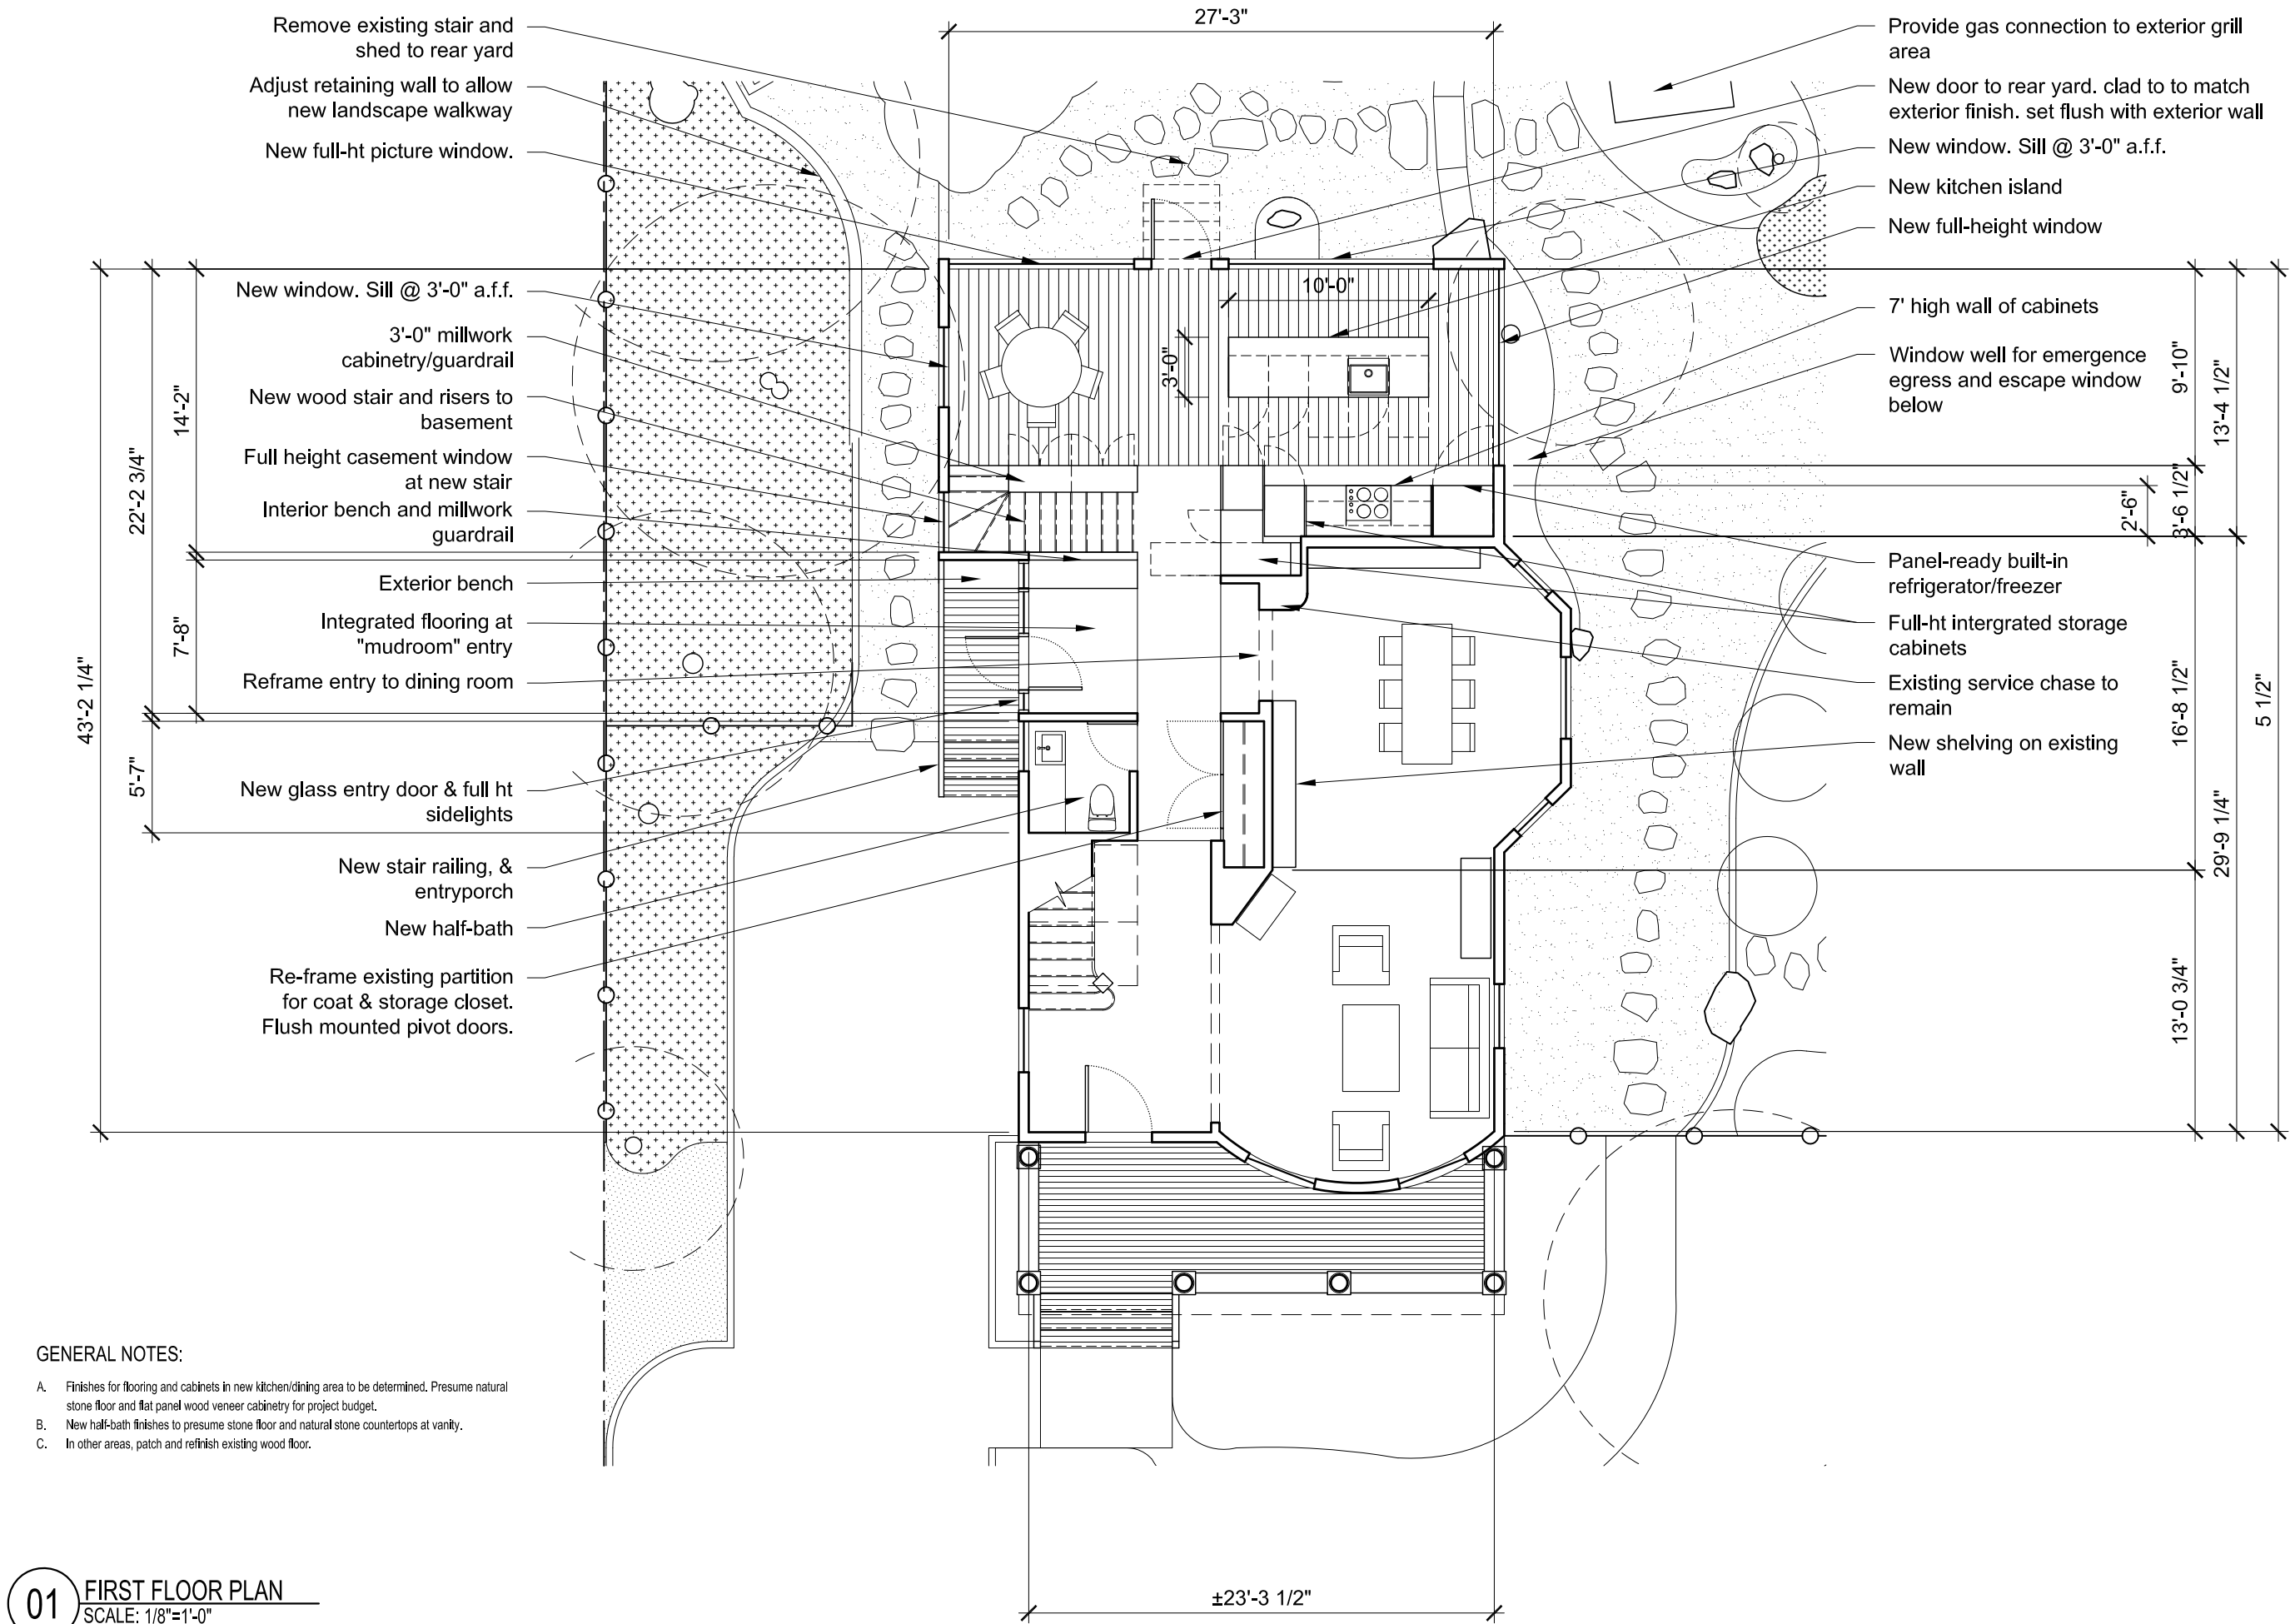 27'-3"
Remove existing stair and
shed to rear yard
Adjust retaining wall to allow
new landscape walkway
New full-ht picture window.
New window. Sill @ 3'-0" a.f.f.
3'-0" millwork
cabinetry/guardrail
New wood stair and risers to
basement
Full height casement window
at new stair
Interior bench and millwork
guardrail
Exterior bench
Integrated flooring at
"mudroom" entry
Reframe entry to dining room
New glass entry door & full ht
sidelights
New stair railing, &
entryporch
New half-bath
Re-frame existing partition
for coat & storage closet.
Flush mounted pivot doors.
43'-2 1/4"
22'-2 3/4"
14'-2"
7'-8"
5'-7"
10'-0"
3'-0"
Provide gas connection to exterior grill
area
New door to rear yard. clad to to match
exterior finish. set flush with exterior wall
New window. Sill @ 3'-0" a.f.f.
New kitchen island
New full-height window
7' high wall of cabinets
Window well for emergence
egress and escape window
below
Panel-ready built-in
refrigerator/freezer
Full-ht intergrated storage
cabinets
Existing service chase to
remain
New shelving on existing
wall
2'-6"
9'-10"
3'-6 1/2"
16'-8 1/2"
13'-0 3/4"
13'-4 1/2"
29'-9 1/4"
5 1/2"
GENERAL NOTES:
A. Finishes for flooring and cabinets in new kitchen/dining area to be determined. Presume natural
stone floor and flat panel wood veneer cabinetry for project budget.
B. New half-bath finishes to presume stone floor and natural stone countertops at vanity.
C. In other areas, patch and refinish existing wood floor.
±23'-3 1/2"
01 FIRST FLOOR PLAN
SCALE: 1/8"=1'-0"